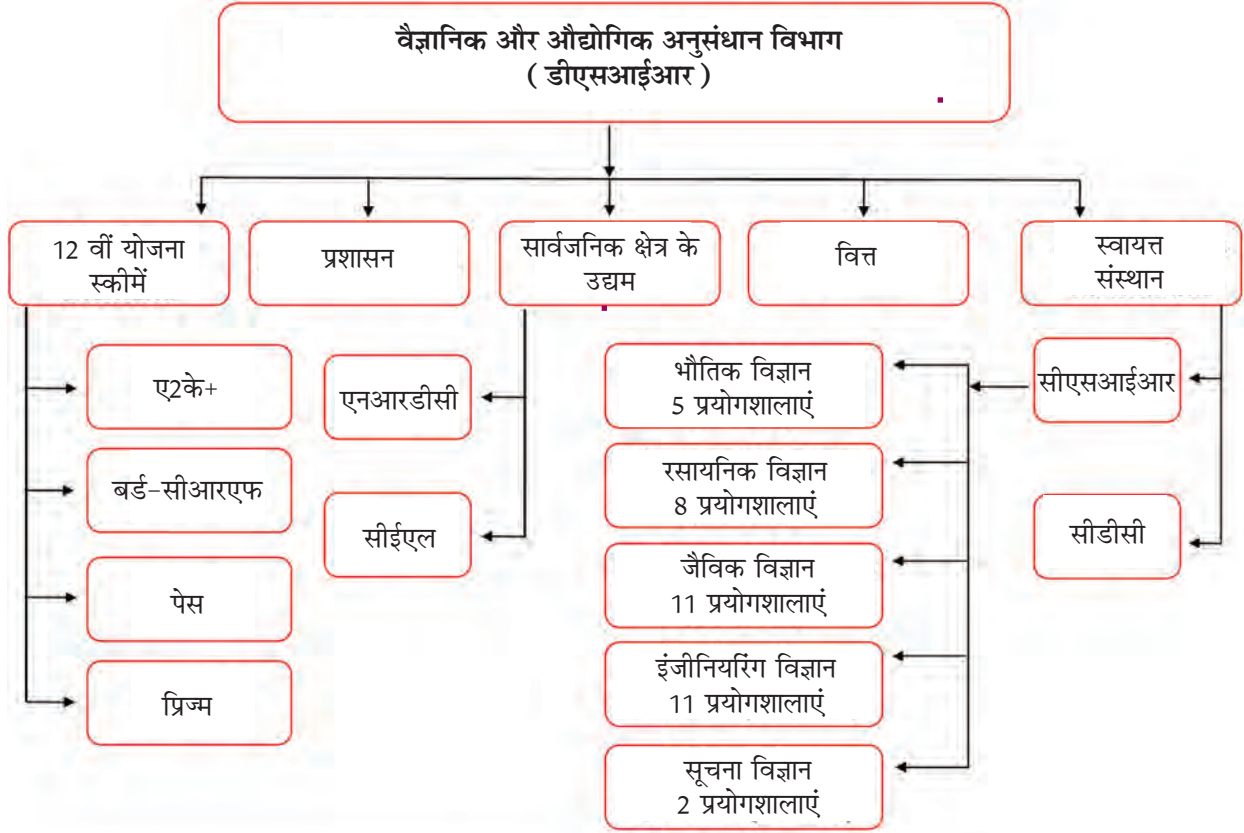 वैज्ञानिक और औद्योगिक अनुसंधान विभाग
( डीएसआईआर )
12 वीं योजना
स्कीमें
प्रशासन
सार्वजनिक क्षेत्र के
उद्यम
वित्त
स्वायत्त
संस्थान
ए2के+
बर्ड-सीआरएफ
पेस
प्रिज्म
एनआरडीसी
सीईएल
भौतिक विज्ञान
5 प्रयोगशालाएं
रसायनिक विज्ञान
8 प्रयोगशालाएं
जैविक विज्ञान
11 प्रयोगशालाएं
इंजीनियरिंग विज्ञान
11 प्रयोगशालाएं
सूचना विज्ञान
2 प्रयोगशालाएं
सीएसआईआर
सीडीसी